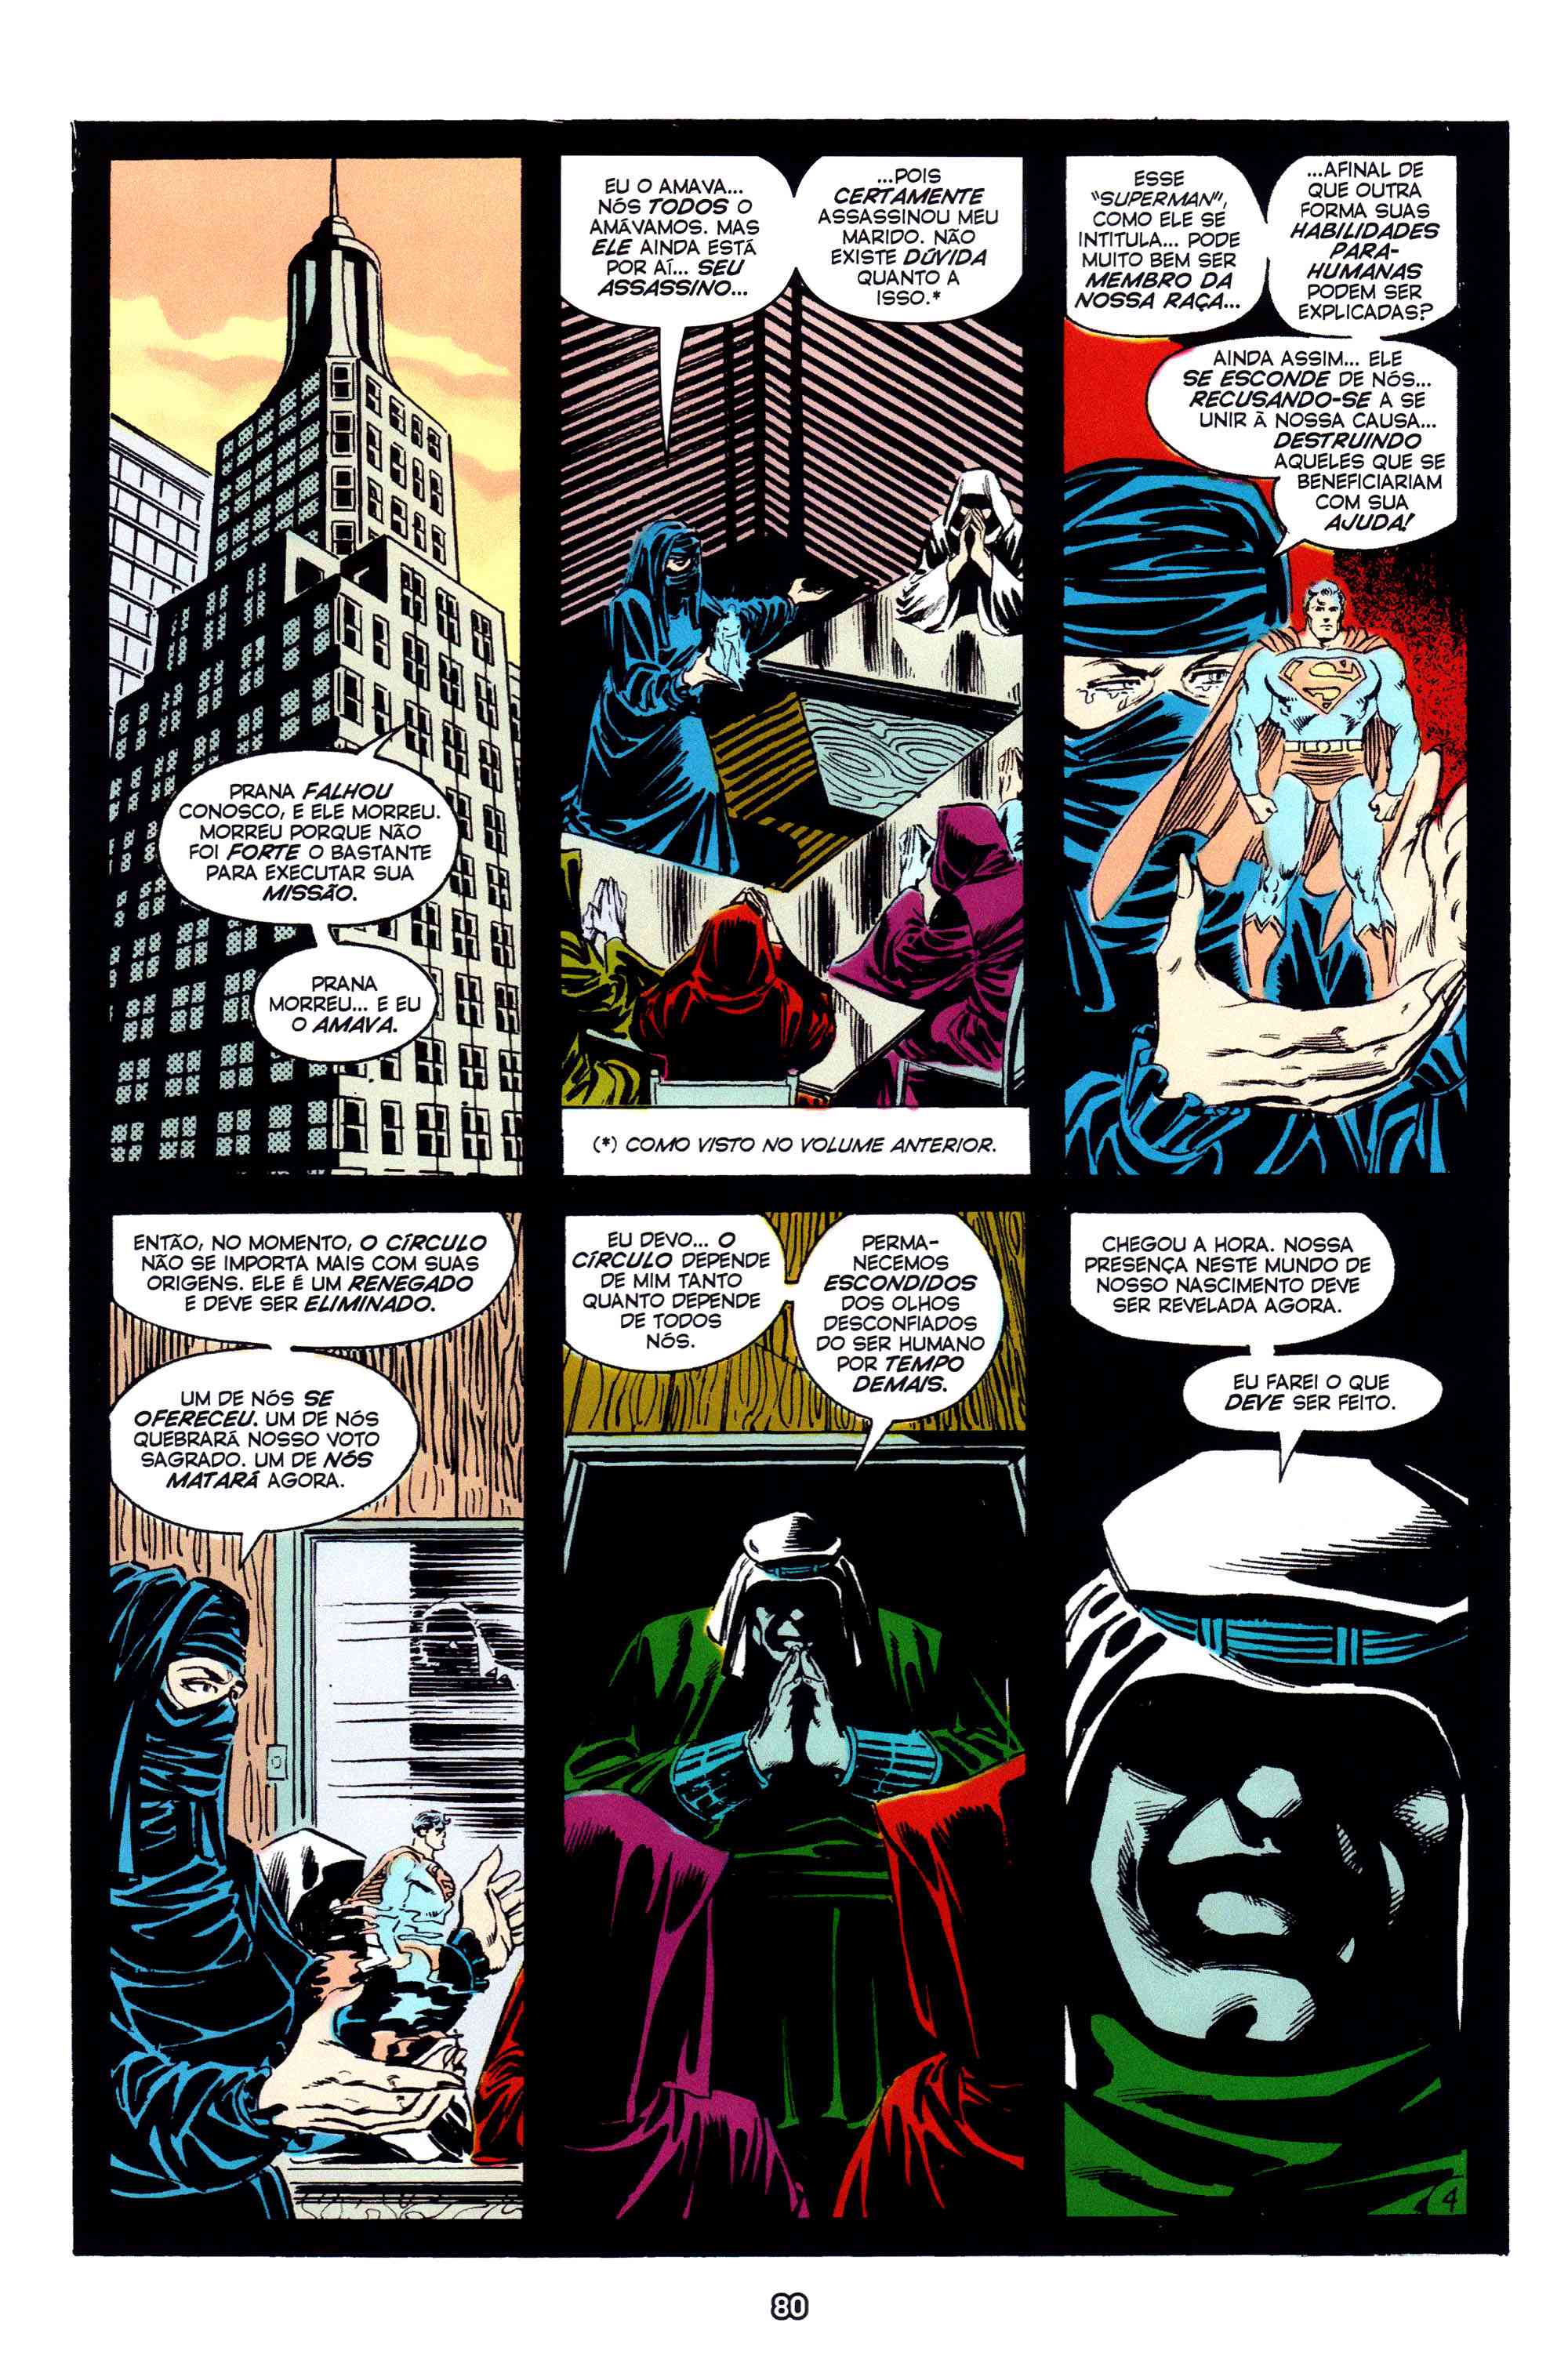 PRANA FALHOU
CONOSCO, E ELE MORREU.
MORREU PORQUE NÃO
FOI FORTE O BASTANTE
PARA EXECUTAR SUA
MISSÃO.
PRANA
MORREU... E EU
O AMAVA.
EU O AMAVA...
NÓS TODOS O
AMÁVAMOS. MAS
ELE AINDA ESTÁ
POR AÍ... SEU
ASSASSINO...
...POIS
CERTAMENTE
ASSASSINOU MEU
MARIDO. NÃO
EXISTE DÚVIDA
QUANTO A
ISSO.*
(*) COMO VISTO NO VOLUME ANTERIOR.
ESSE
"SUPERMAN",
COMO ELE SE
INTITULA... PODE
MUITO BEM SER
MEMBRO DA
NOSSA RAÇA...
...AFINAL DE
QUE OUTRA
FORMA SUAS
HABILIDADES
PARA-
HUMANAS
PODEM SER
EXPLICADAS?
AINDA ASSIM... ELE
SE ESCONDE DE NÓS...
RECUSANDO-SE A SE
UNIR À NOSSA CAUSA...
DESTRUINDO
AQUELES QUE SE
BENEFICIARIAM
COM SUA
AJUDA!
ENTÃO, NO MOMENTO, O CÍRCULO
NÃO SE IMPORTA MAIS COM SUAS
ORIGENS. ELE É UM RENEGADO
E DEVE SER ELIMINADO.
UM DE NÓS SE
OFERECEU. UM DE NÓS
QUEBRARÁ NOSSO VOTO
SAGRADO. UM DE NÓS
MATARÁ AGORA.
EU DEVO... O
CÍRCULO DEPENDE
DE MIM TANTO
QUANTO DEPENDE
DE TODOS
NÓS.
PERMA-
NECEMOS
ESCONDIDOS
DOS OLHOS
DESCONFIADOS
DO SER HUMANO
POR TEMPO
DEMAIS.
CHEGOU A HORA. NOSSA
PRESENÇA NESTE MUNDO DE
NOSSO NASCIMENTO DEVE
SER REVELADA AGORA.
EU FAREI O QUE
DEVE SER FEITO.
4
80